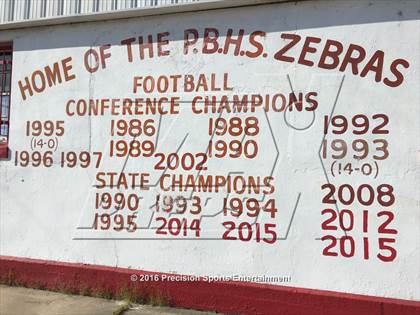 HOME OF THE P.B.H.S. ZEBRAS
FOOTBALL
CONFERENCE CHAMPIONS
1995 1986 1988 1992
(14-0) 1989 1990 1993
1996 1997 2002 (14-0)
STATE CHAMPIONS 2008
1990 1993 1994 2012
1995 2014 2015 2015
© 2016 Precision Sports Entertainment